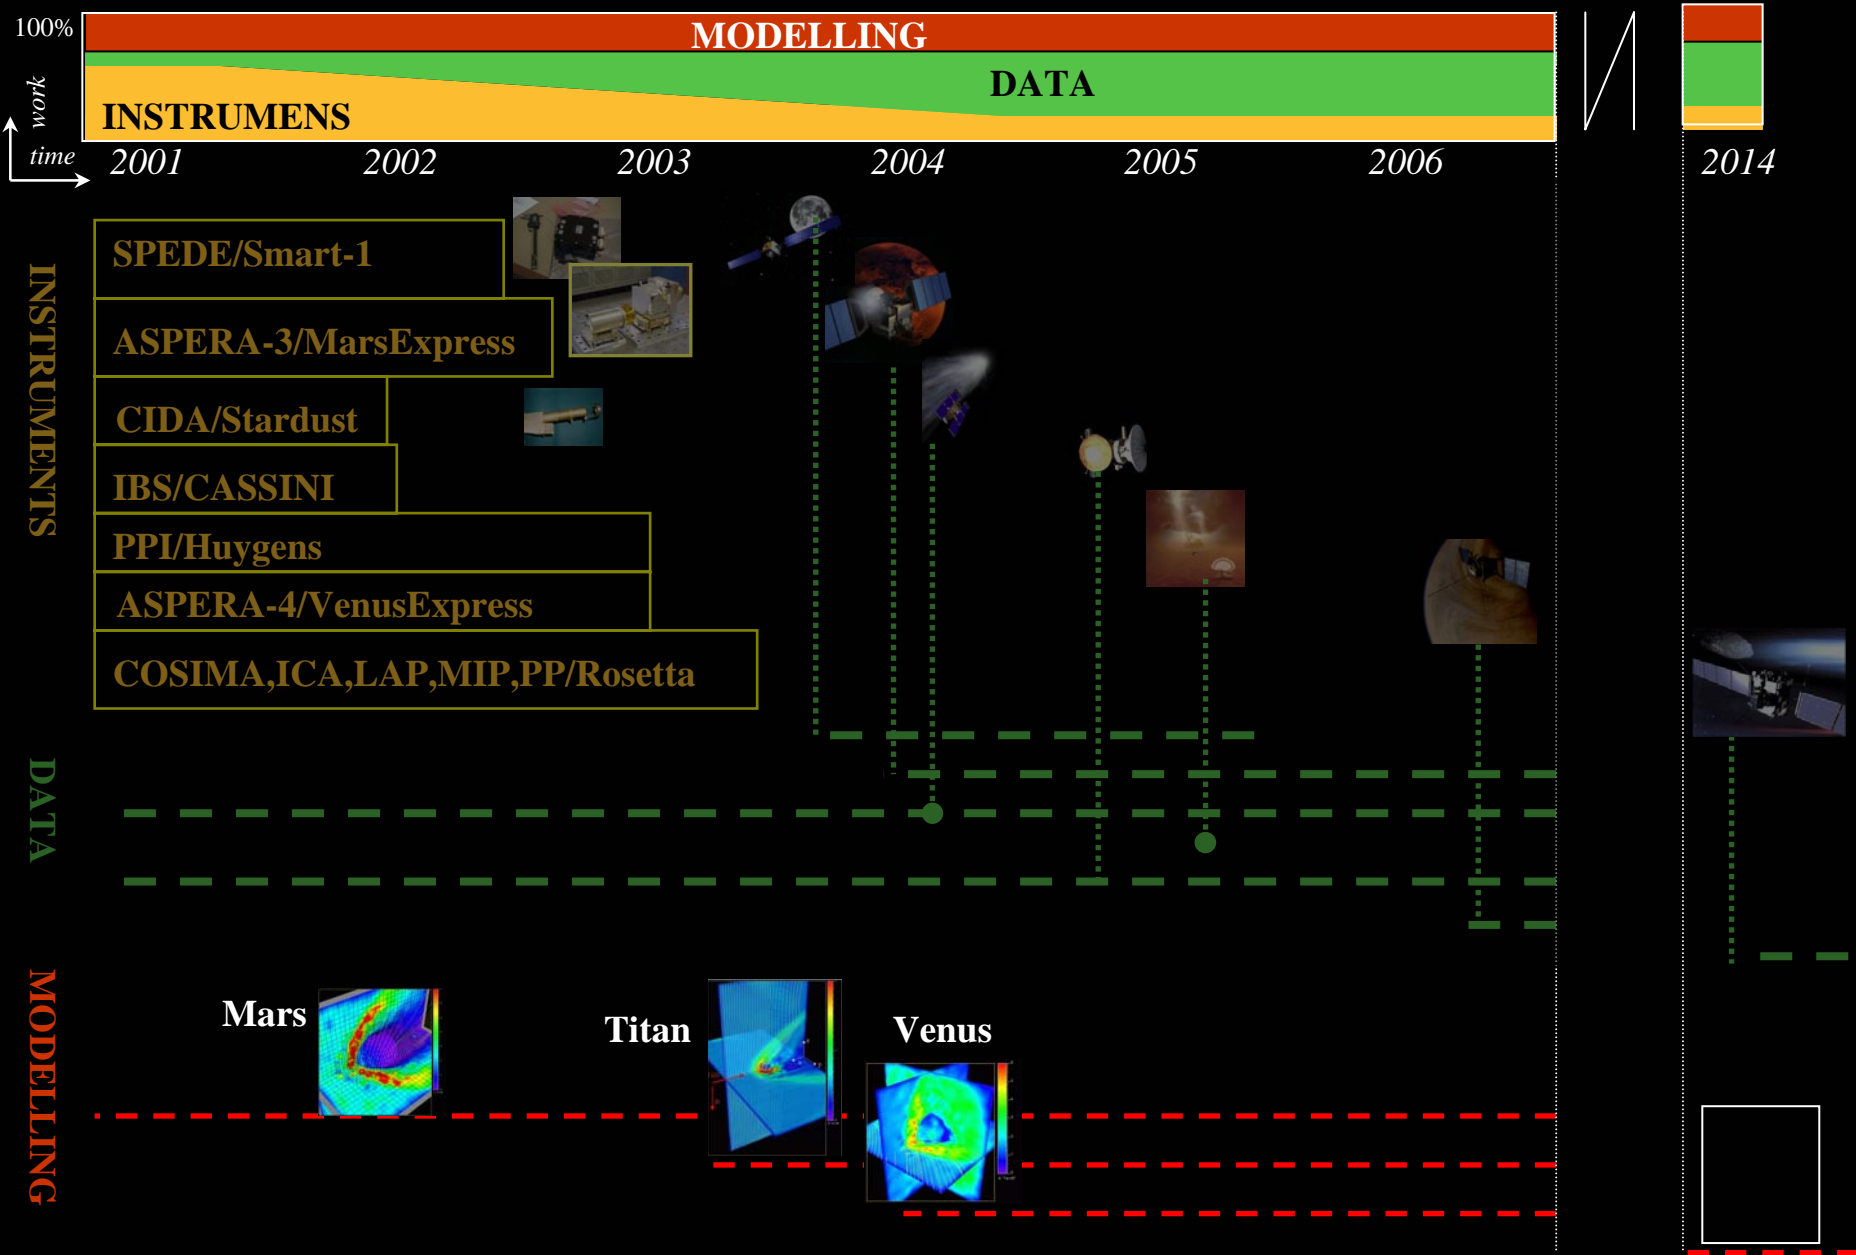 100%
MODELLING
DATA
INSTRUMENS
work
time
2001 2002 2003 2004 2005 2006 2014
INSTRUMENTS
SPEDE/Smart-1
ASPERA-3/MarsExpress
CIDA/Stardust
IBS/CASSINI
PPI/Huygens
ASPERA-4/VenusExpress
COSIMA,ICA,LAP,MIP,PP/Rosetta
DATA
MODELLING
Mars
Titan
Venus